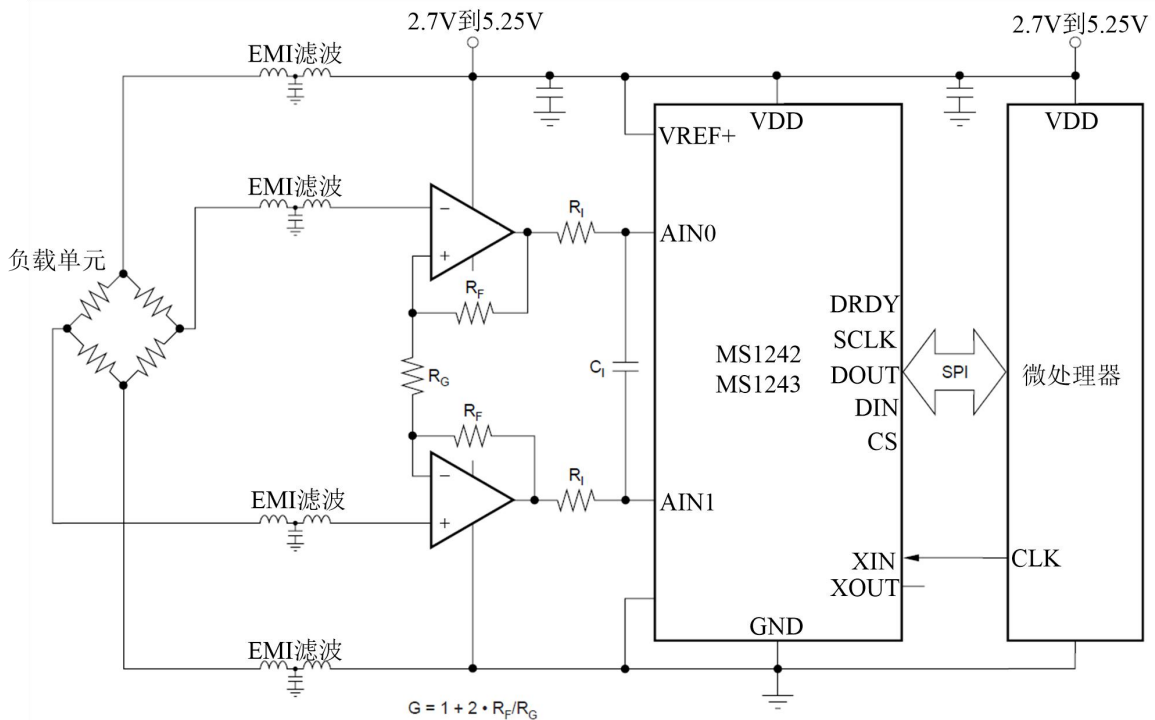 2.7V到5.25V
2.7V到5.25V
EMI滤波
VDD
VDD
VREF+
EMI滤波
−
+
RI
AIN0
负载单元
RF
DRDY
SCLK
MS1242
DOUT
MS1243
DIN
CS
SPI
微处理器
RG
CI
RF
−
+
RI
AIN1
EMI滤波
XIN
CLK
XOUT
GND
EMI滤波
G = 1 + 2 • RF/RG